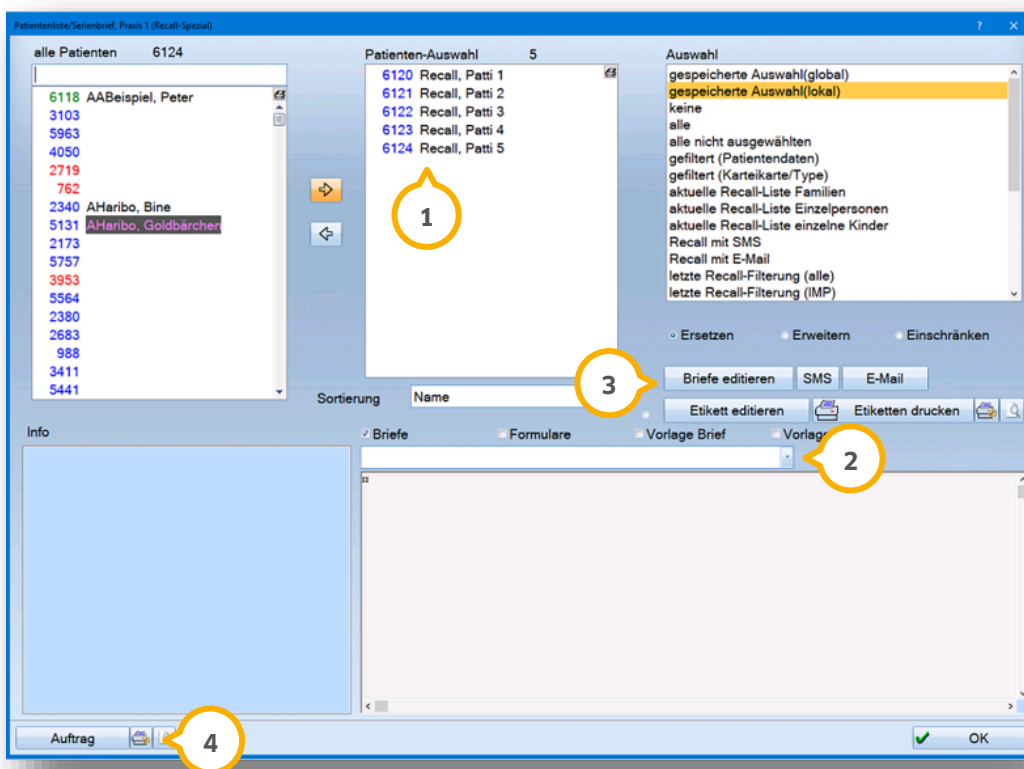 Patientenliste/Serienbrief, Praxis 1 (Recall-Spezial)
alle Patienten 6124
6118 AABeispiel, Peter
3103
5963
4050
2719
762
2340 AHaribo, Bine
5131 AHaribo, Goldbärchen
2173
5757
3953
5564
2380
2683
988
3411
5441
Patienten-Auswahl 5
6120 Recall, Patti 1
6121 Recall, Patti 2
6122 Recall, Patti 3
6123 Recall, Patti 4
6124 Recall, Patti 5
1
Sortierung Name
Auswahl
gespeicherte Auswahl(global)
gespeicherte Auswahl(lokal)
keine
alle
alle nicht ausgewählten
gefiltert (Patientendaten)
gefiltert (Karteikarte/Type)
aktuelle Recall-Liste Familien
aktuelle Recall-Liste Einzelpersonen
aktuelle Recall-Liste einzelne Kinder
Recall mit SMS
Recall mit E-Mail
letzte Recall-Filterung (alle)
letzte Recall-Filterung (IMP)
Ersetzen Erweitern Einschränken
3
Briefe editieren SMS E-Mail
Etikett editieren Etiketten drucken
Info
Briefe Formulare Vorlage Brief Vorlag
2
Auftrag
4
OK